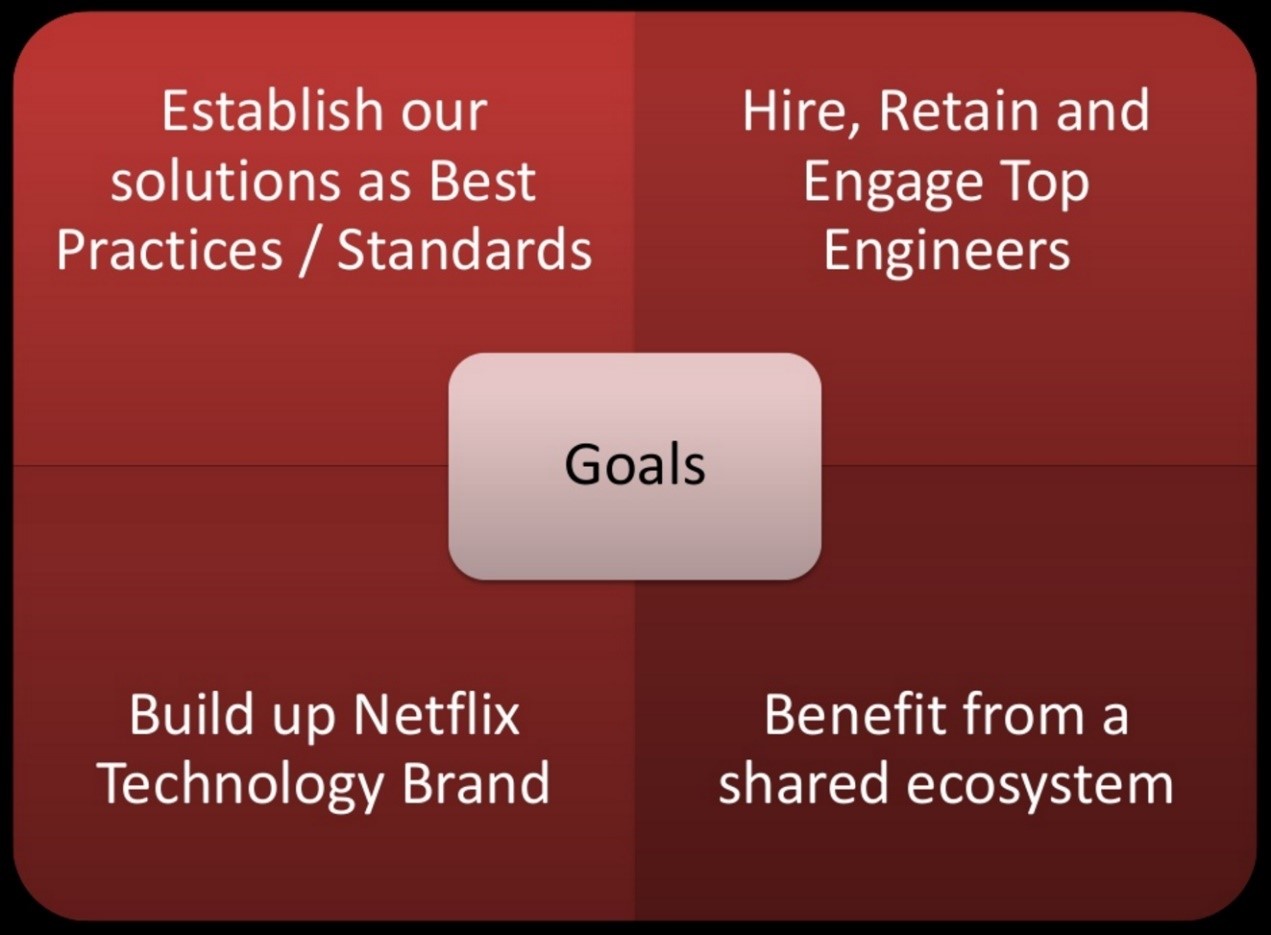 Establish our
solutions as Best
Practices / Standards
Hire, Retain and
Engage Top
Engineers
Goals
Build up Netflix
Technology Brand
Benefit from a
shared ecosystem